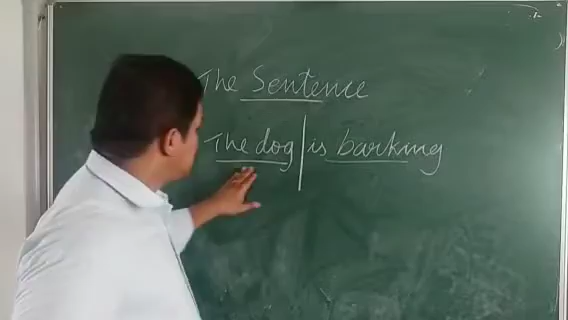 The Sentence
The dog | is barking